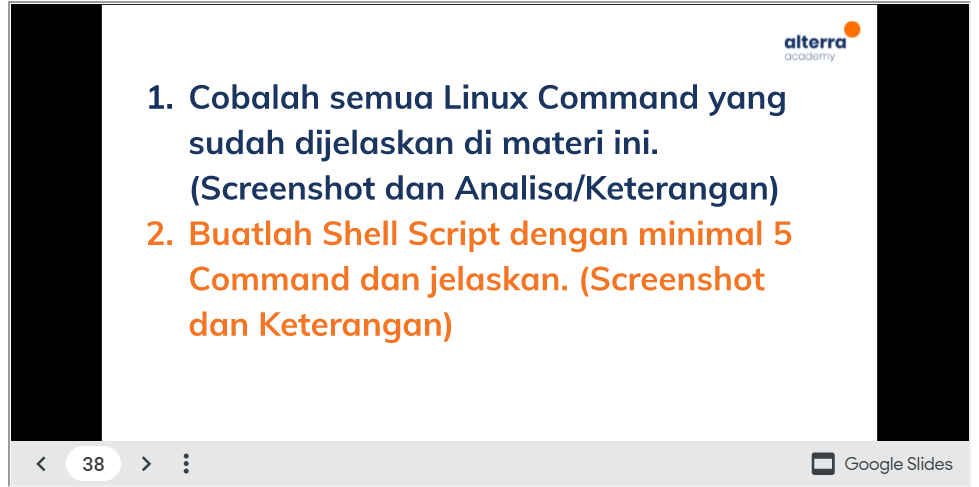 alterra
academy
1. Cobalah semua Linux Command yang
sudah dijelaskan di materi ini.
(Screenshot dan Analisa/Keterangan)
2. Buatlah Shell Script dengan minimal 5
Command dan jelaskan. (Screenshot
dan Keterangan)
38
Google Slides